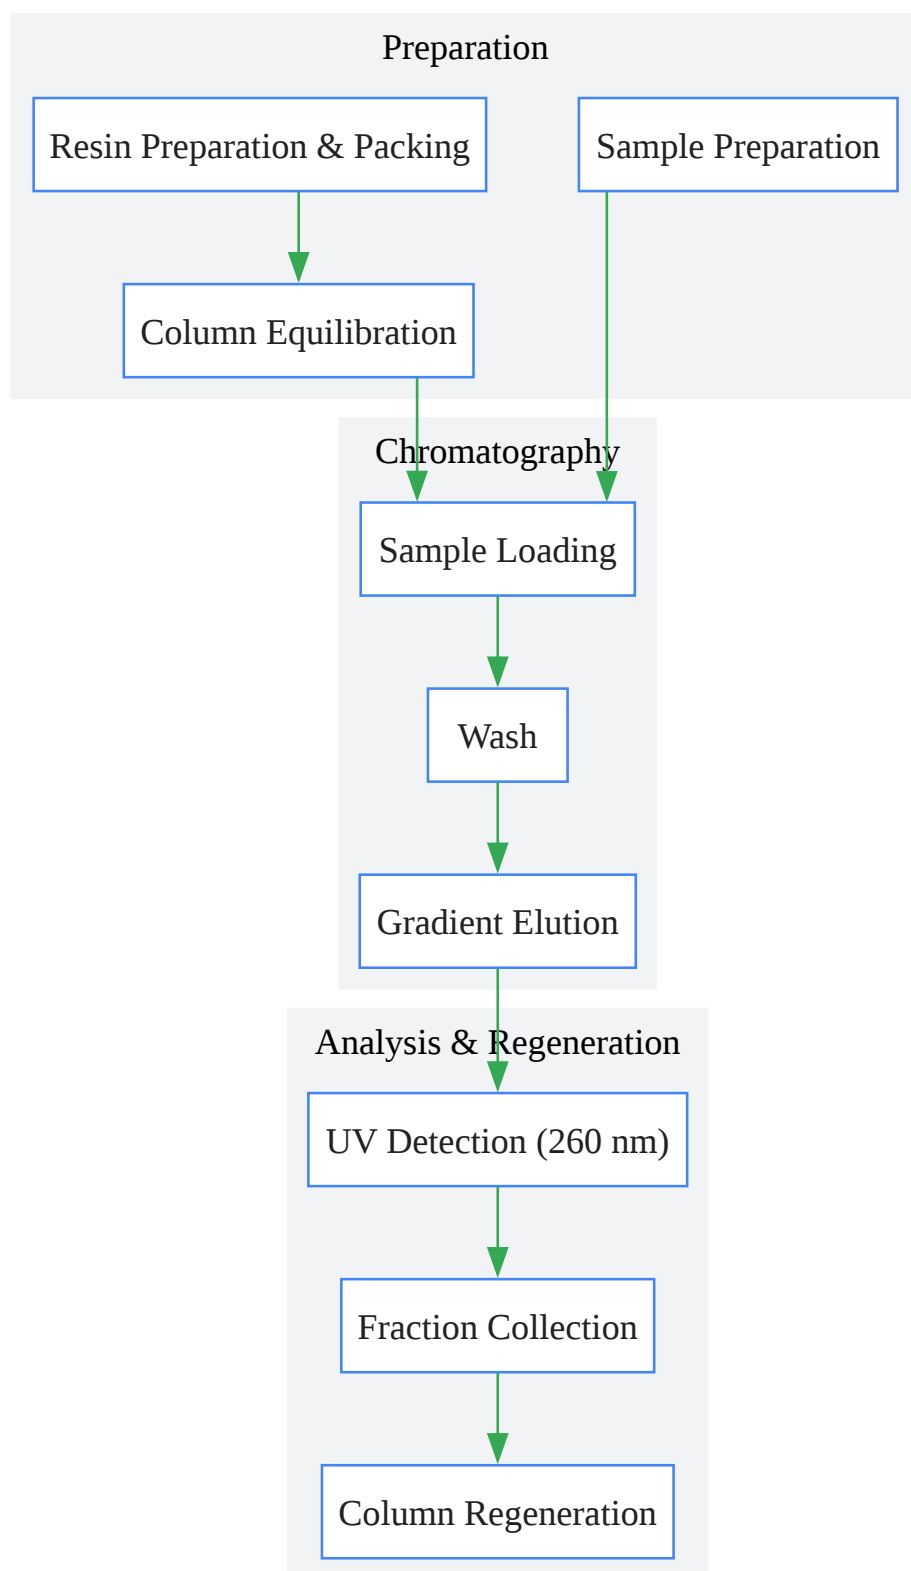 Preparation
Resin Preparation & Packing
Sample Preparation
Column Equilibration
Chromatography
Sample Loading
Wash
Gradient Elution
Analysis & Regeneration
UV Detection (260 nm)
Fraction Collection
Column Regeneration